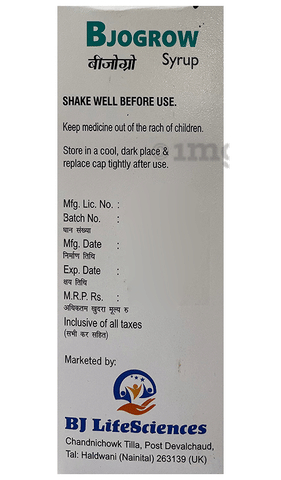 BJOGROW
बीजोग्रो Syrup
SHAKE WELL BEFORE USE.
Keep medicine out of the rach of children.
Store in a cool, dark place &
replace cap tightly after use.
1mg
Mfg. Lic. No. :
Batch No. :
घान संख्या
Mfg. Date :
निर्माण तिथि
Exp. Date :
क्षय तिथि
M.R.P. Rs. :
अधिकतम खुदरा मूल्य रु
Inclusive of all taxes
(सभी कर सहित)
Marketed by:
BJ LifeSciences
Chandnichowk Tilla, Post Devalchaud,
Tal: Haldwani (Nainital) 263139 (UK)